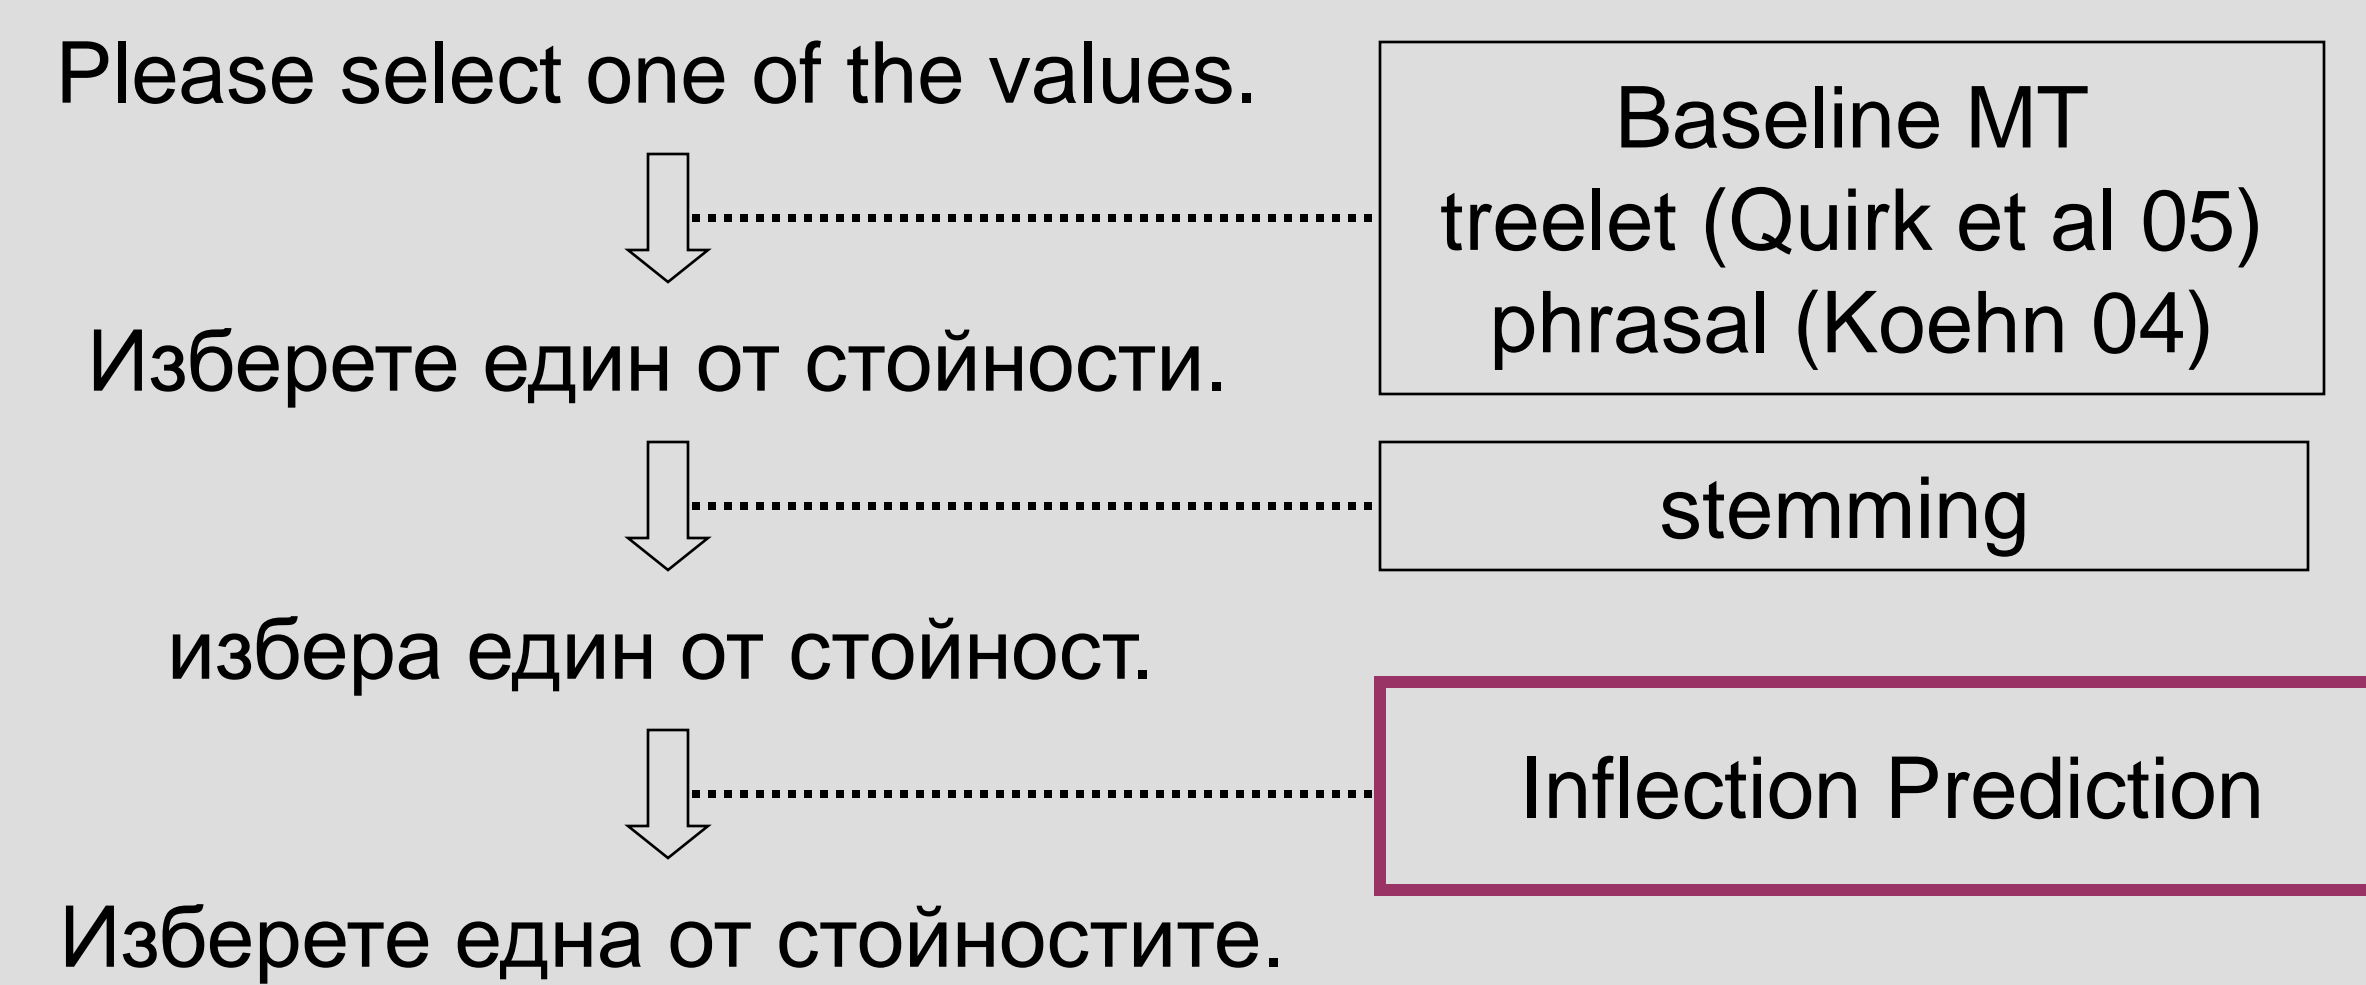 Please select one of the values.
Baseline MT
treelet (Quirk et al 05)
phrasal (Koehn 04)
Изберете един от стойности.
stemming
избера един от стойност.
Inflection Prediction
Изберете една от стойностите.